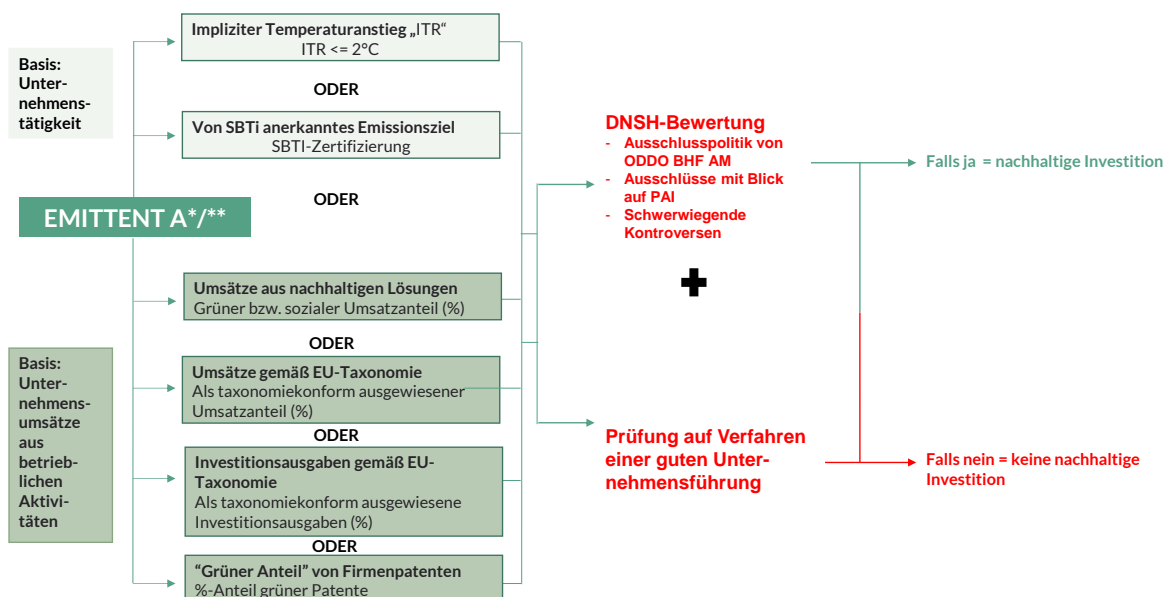 Impliziter Temperaturanstieg „ITR“
ITR <= 2°C
Basis:
Unter-
nehmens-
tätigkeit
ODER
Von SBTi anerkanntes Emissionsziel
SBTI-Zertifizierung
ODER
EMITTENT A*/**
Umsätze aus nachhaltigen Lösungen
Grüner bzw. sozialer Umsatzanteil (%)
ODER
Basis:
Unter-
nehmens-
umsätze
aus
betrieb-
lichen
Aktivi-
täten
Umsätze gemäß EU-Taxonomie
Als taxonomiekonform ausgewiesener
Umsatzanteil (%)
ODER
Investitionsausgaben gemäß EU-
Taxonomie
Als taxonomiekonform ausgewiesene
Investitionsausgaben (%)
ODER
“Grüner Anteil” von Firmenpatenten
%-Anteil grüner Patente
DNSH-Bewertung
- Ausschlusspolitik von
ODDO BHF AM
- Ausschlüsse mit Blick
auf PAI
- Schwerwiegende
Kontroversen
Prüfung auf Verfahren
einer guten Unter-
nehmensführung
Falls ja = nachhaltige Investition
Falls nein = keine nachhaltige
Investition